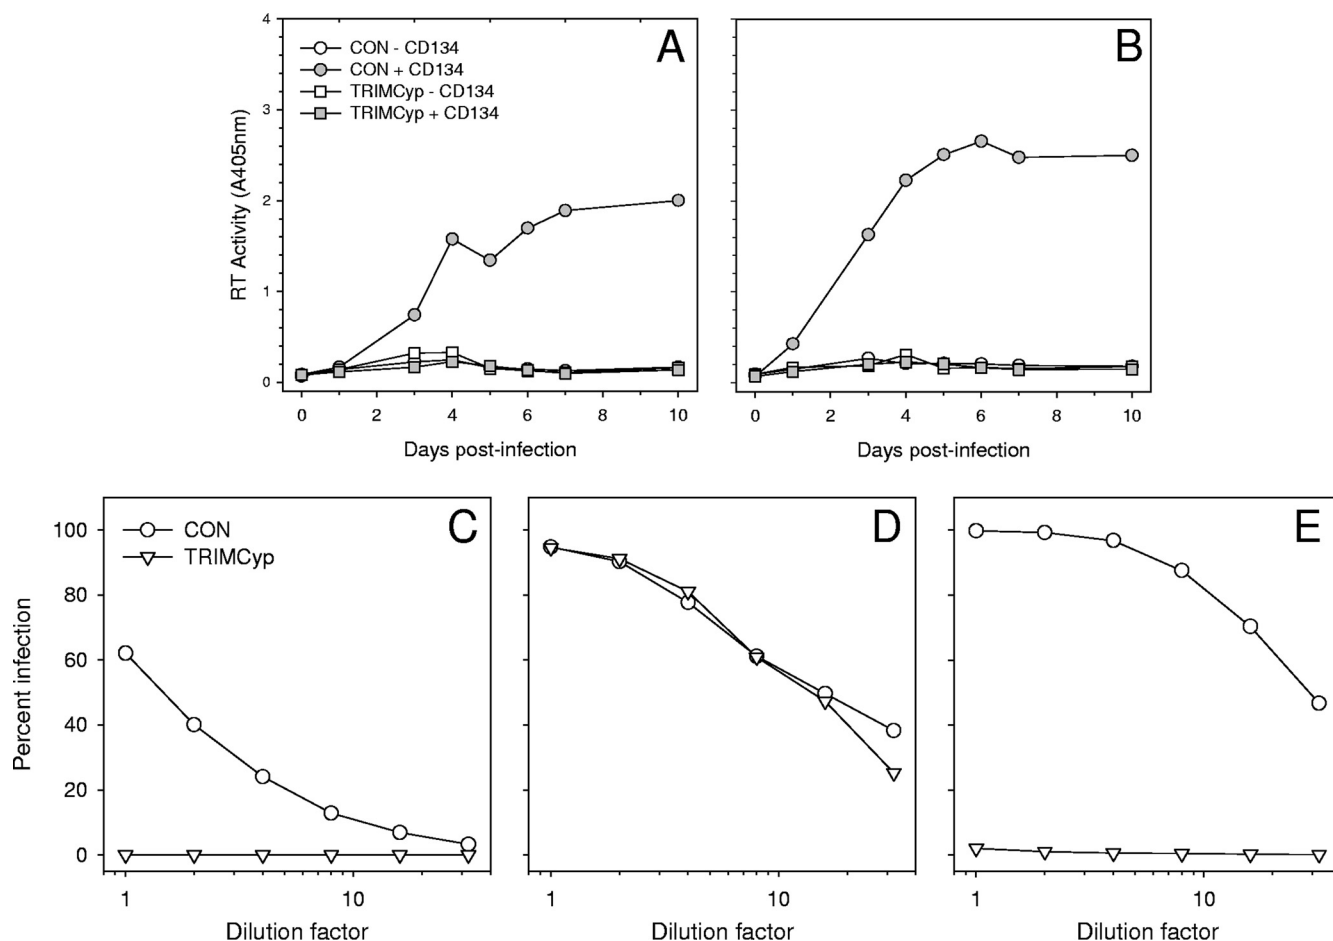 A
B
CON - CD134
CON + CD134
TRIMCyp - CD134
TRIMCyp + CD134
RT Activity (A405nm)
4
3
2
1
0
0 2 4 6 8 10
0 2 4 6 8 10
Days post-infection
Days post-infection
C
D
E
CON
TRIMCyp
Percent infection
100
80
60
40
20
0
1 10
1 10
1 10
Dilution factor
Dilution factor
Dilution factor